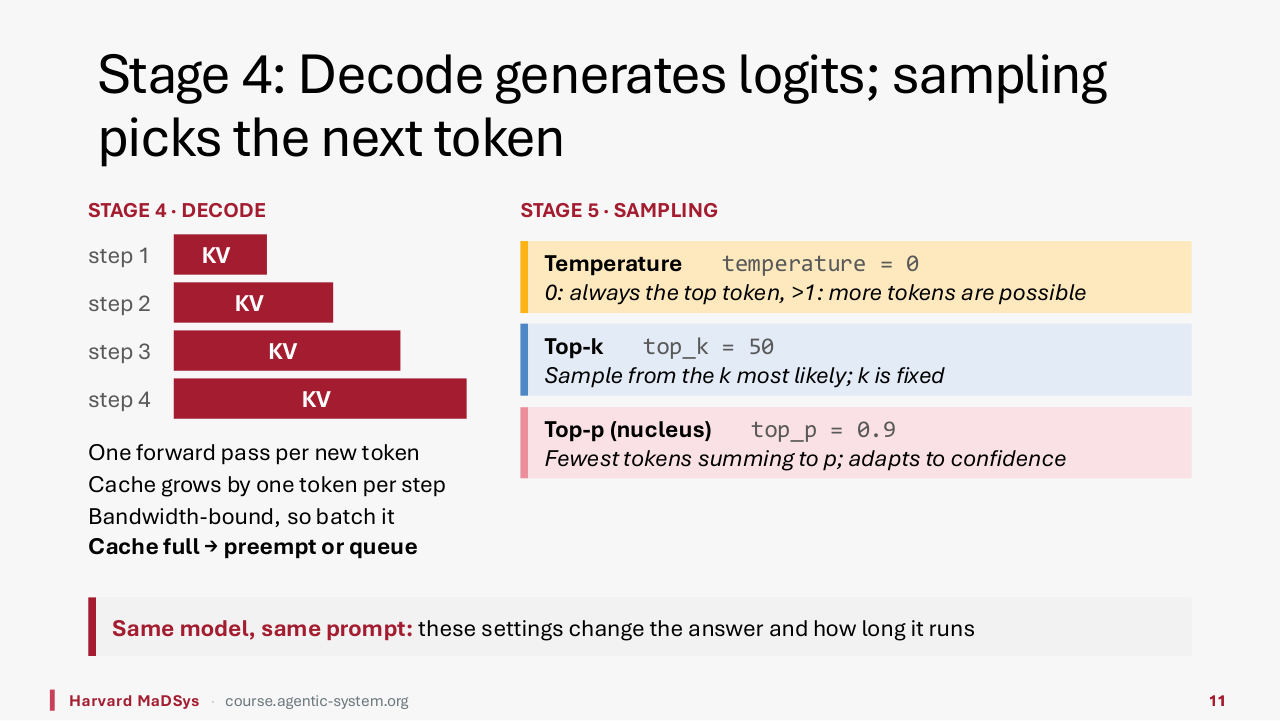 Stage 4: Decode generates logits; sampling
picks the next token
STAGE 4 · DECODE
step 1 KV
step 2 KV
step 3 KV
step 4 KV
One forward pass per new token
Cache grows by one token per step
Bandwidth-bound, so batch it
Cache full → preempt or queue
STAGE 5 · SAMPLING
Temperature temperature = 0
0: always the top token, >1: more tokens are possible
Top-k top_k = 50
Sample from the k most likely; k is fixed
Top-p (nucleus) top_p = 0.9
Fewest tokens summing to p; adapts to confidence
Same model, same prompt: these settings change the answer and how long it runs
Harvard MaDSys · course.agentic-system.org
11